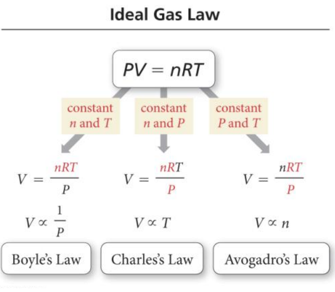 Ideal Gas Law
PV = nRT
constant
n and T
constant
n and P
constant
P and T
V = nRT/P
V = nRT/P
V = nRT/P
V ∝ 1/P
V ∝ T
V ∝ n
Boyle's Law
Charles's Law
Avogadro's Law